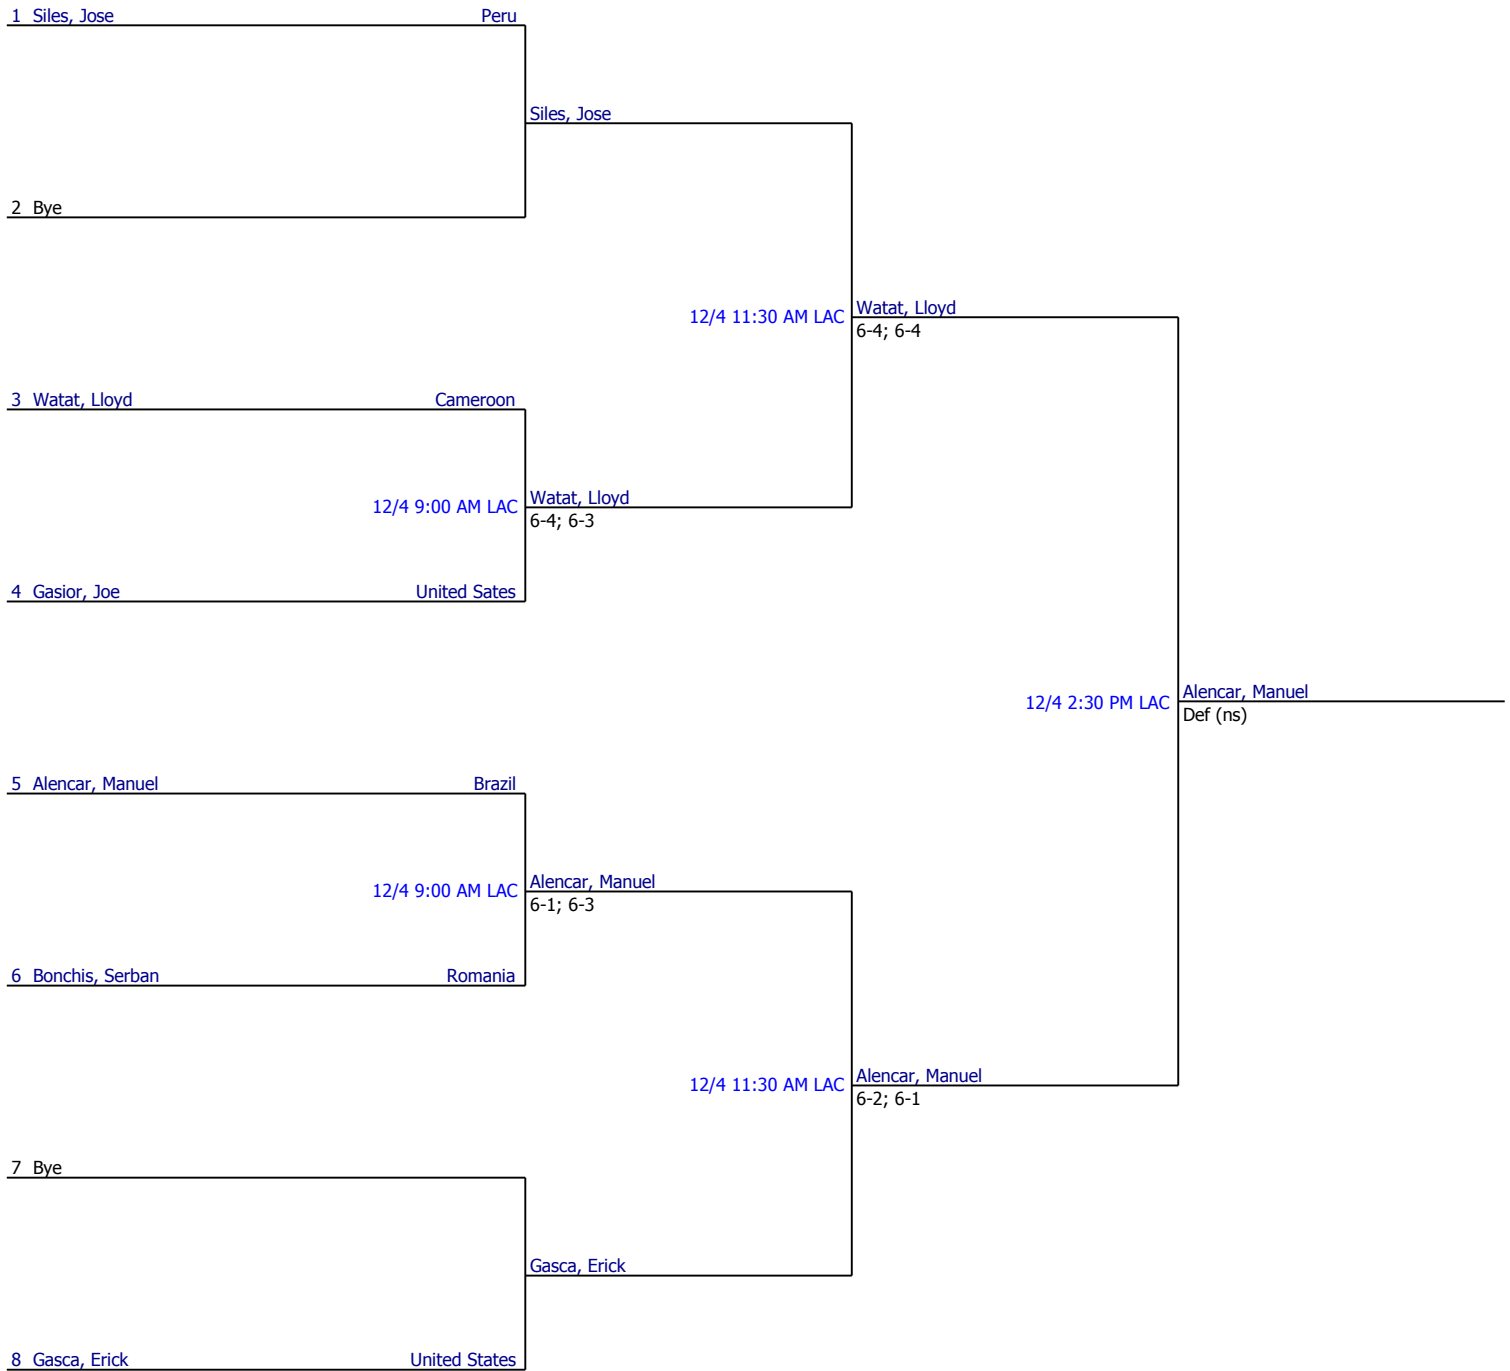 1 Siles, Jose Peru
Siles, Jose
2 Bye
12/4 11:30 AM LAC Watat, Lloyd
6-4; 6-4
3 Watat, Lloyd Cameroon
12/4 9:00 AM LAC Watat, Lloyd
6-4; 6-3
4 Gasior, Joe United Sates
12/4 2:30 PM LAC Alencar, Manuel
Def (ns)
5 Alencar, Manuel Brazil
12/4 9:00 AM LAC Alencar, Manuel
6-1; 6-3
6 Bonchis, Serban Romania
12/4 11:30 AM LAC Alencar, Manuel
6-2; 6-1
7 Bye
Gasca, Erick
8 Gasca, Erick United States